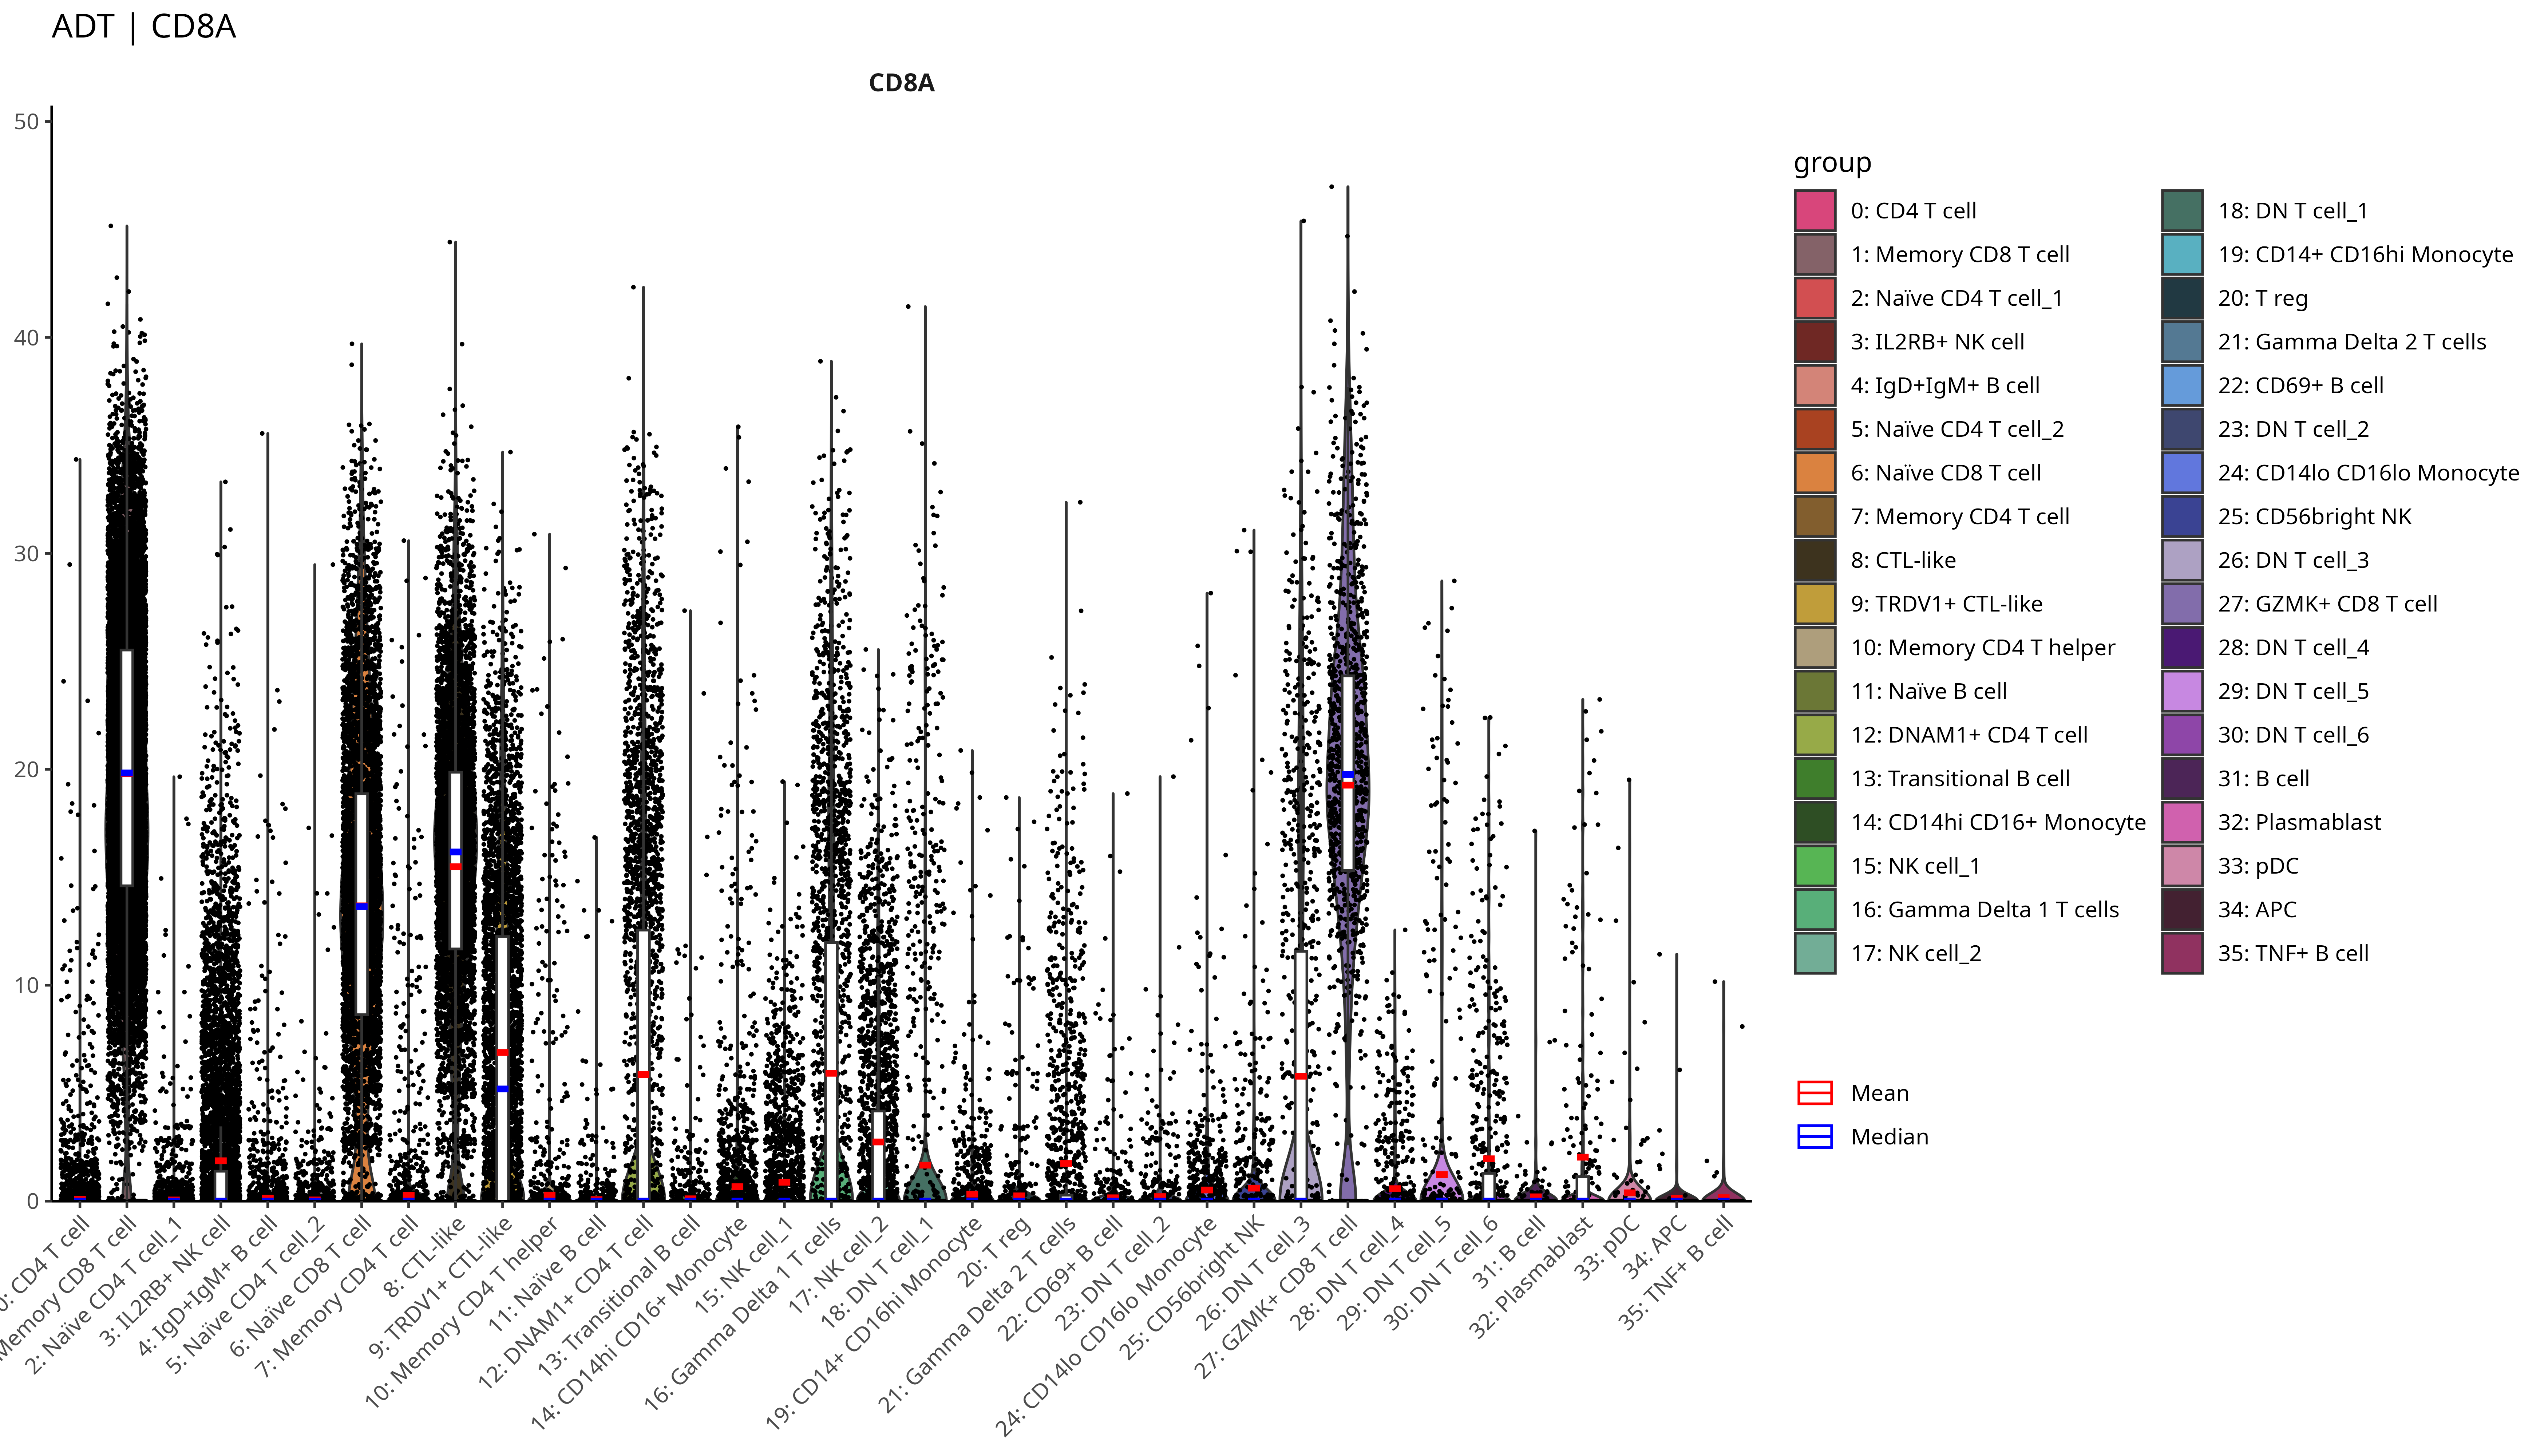 ADT | CD8A
CD8A
50
40
30
20
10
0
0: CD4 T cell
Memory CD8 T cell
2: Naïve CD4 T cell_1
3: IL2RB+ NK cell
4: IgD+IgM+ B cell
5: Naïve CD4 T cell_2
6: Naïve CD8 T cell
7: Memory CD4 T cell
8: CTL-like
9: TRDV1+ CTL-like
10: Memory CD4 T helper
11: Naïve B cell
12: DNAM1+ CD4 T cell
13: Transitional B cell
14: CD14hi CD16+ Monocyte
15: NK cell_1
16: Gamma Delta 1 T cells
17: NK cell_2
18: DN T cell_1
19: CD14+ CD16hi Monocyte
20: T reg
21: Gamma Delta 2 T cells
22: CD69+ B cell
23: DN T cell_2
24: CD14lo CD16lo Monocyte
25: CD56bright NK
26: DN T cell_3
27: GZMK+ CD8 T cell
28: DN T cell_4
29: DN T cell_5
30: DN T cell_6
31: B cell
32: Plasmablast
33: pDC
34: APC
35: TNF+ B cell
group
0: CD4 T cell
1: Memory CD8 T cell
2: Naïve CD4 T cell_1
3: IL2RB+ NK cell
4: IgD+IgM+ B cell
5: Naïve CD4 T cell_2
6: Naïve CD8 T cell
7: Memory CD4 T cell
8: CTL-like
9: TRDV1+ CTL-like
10: Memory CD4 T helper
11: Naïve B cell
12: DNAM1+ CD4 T cell
13: Transitional B cell
14: CD14hi CD16+ Monocyte
15: NK cell_1
16: Gamma Delta 1 T cells
17: NK cell_2
18: DN T cell_1
19: CD14+ CD16hi Monocyte
20: T reg
21: Gamma Delta 2 T cells
22: CD69+ B cell
23: DN T cell_2
24: CD14lo CD16lo Monocyte
25: CD56bright NK
26: DN T cell_3
27: GZMK+ CD8 T cell
28: DN T cell_4
29: DN T cell_5
30: DN T cell_6
31: B cell
32: Plasmablast
33: pDC
34: APC
35: TNF+ B cell
Mean
Median